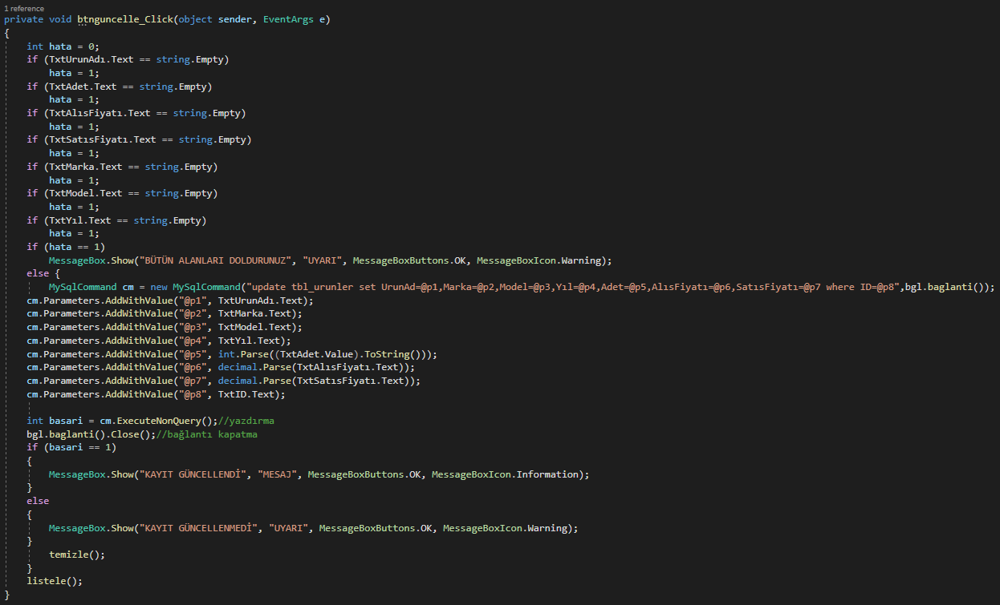 1 reference
private void btnguncelle_Click(object sender, EventArgs e)
{
int hata = 0;
if (TxtUrunAdı.Text == string.Empty)
hata = 1;
if (TxtAdet.Text == string.Empty)
hata = 1;
if (TxtAlısFiyatı.Text == string.Empty)
hata = 1;
if (TxtSatısFiyatı.Text == string.Empty)
hata = 1;
if (TxtMarka.Text == string.Empty)
hata = 1;
if (TxtModel.Text == string.Empty)
hata = 1;
if (TxtYıl.Text == string.Empty)
hata = 1;
if (hata == 1)
MessageBox.Show("BÜTÜN ALANLARI DOLDURUNUZ", "UYARI", MessageBoxButtons.OK, MessageBoxIcon.Warning);
else {
MySqlCommand cm = new MySqlCommand("update tbl_urunler set UrunAd=@p1,Marka=@p2,Model=@p3,Yıl=@p4,Adet=@p5,AlısFiyatı=@p6,SatısFiyatı=@p7 where ID=@p8",bgl.baglanti());
cm.Parameters.AddWithValue("@p1", TxtUrunAdı.Text);
cm.Parameters.AddWithValue("@p2", TxtMarka.Text);
cm.Parameters.AddWithValue("@p3", TxtModel.Text);
cm.Parameters.AddWithValue("@p4", TxtYıl.Text);
cm.Parameters.AddWithValue("@p5", int.Parse((TxtAdet.Value).ToString()));
cm.Parameters.AddWithValue("@p6", decimal.Parse(TxtAlısFiyatı.Text));
cm.Parameters.AddWithValue("@p7", decimal.Parse(TxtSatısFiyatı.Text));
cm.Parameters.AddWithValue("@p8", TxtID.Text);
int basari = cm.ExecuteNonQuery();//yazdırma
bgl.baglanti().Close();//bağlantı kapatma
if (basari == 1)
{
MessageBox.Show("KAYIT GÜNCELLENDİ", "MESAJ", MessageBoxButtons.OK, MessageBoxIcon.Information);
}
else
{
MessageBox.Show("KAYIT GÜNCELLENMEDİ", "UYARI", MessageBoxButtons.OK, MessageBoxIcon.Warning);
}
temizle();
}
listele();
}